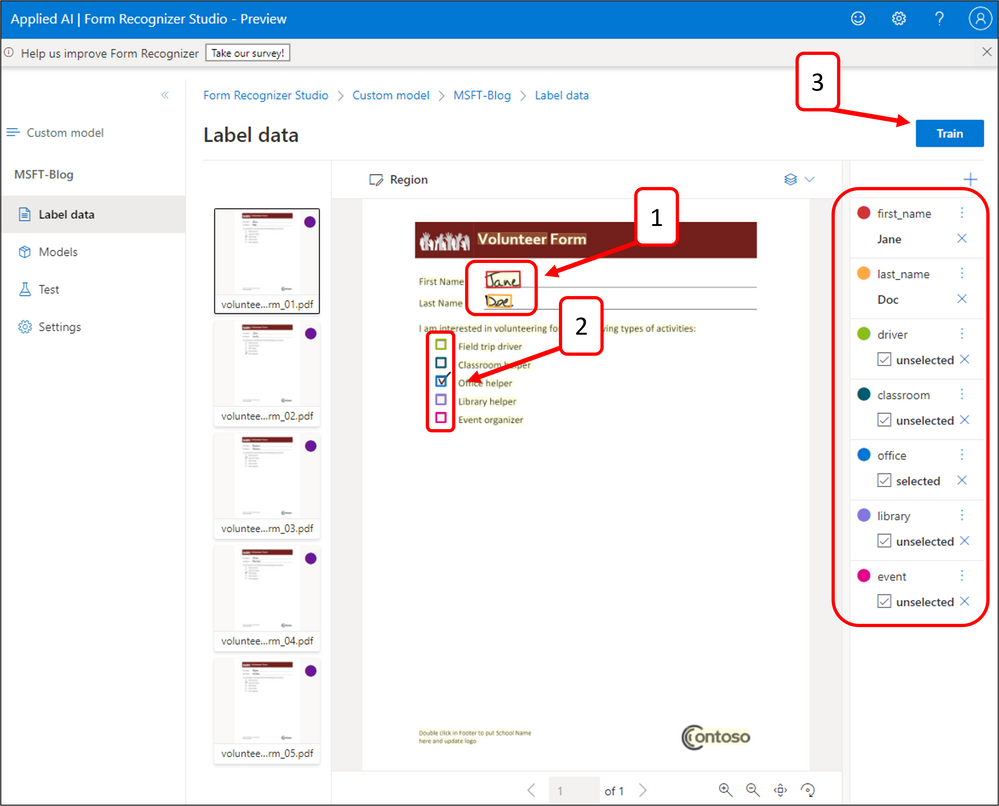 Applied AI | Form Recognizer Studio - Preview
?
Help us improve Form Recognizer Take our survey!
3
Form Recognizer Studio > Custom model > MSFT-Blog > Label data
Custom model
Label data
Train
MSFT-Blog
Region
Label data
Models
Test
Settings
voluntee...rm_01.pdf
voluntee...rm_02.pdf
voluntee...rm_03.pdf
voluntee...rm_04.pdf
voluntee...rm_05.pdf
1
Volunteer Form
First Name Jane
Last Name Doe
2
I am interested in volunteering fo ing types of activities:
Field trip driver
Classroom helper
Office helper
Library helper
Event organizer
Double click in Footer to put School Name
here and update logo
Contoso
1 of 1
first_name
Jane
last_name
Doc
driver
unselected
classroom
unselected
office
selected
library
unselected
event
unselected